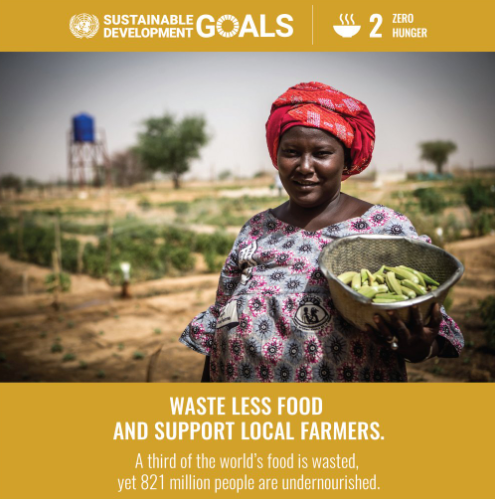 SUSTAINABLE
DEVELOPMENT
GOALS
2
ZERO
HUNGER
WASTE LESS FOOD
AND SUPPORT LOCAL FARMERS.
A third of the world's food is wasted,
yet 821 million people are undernourished.